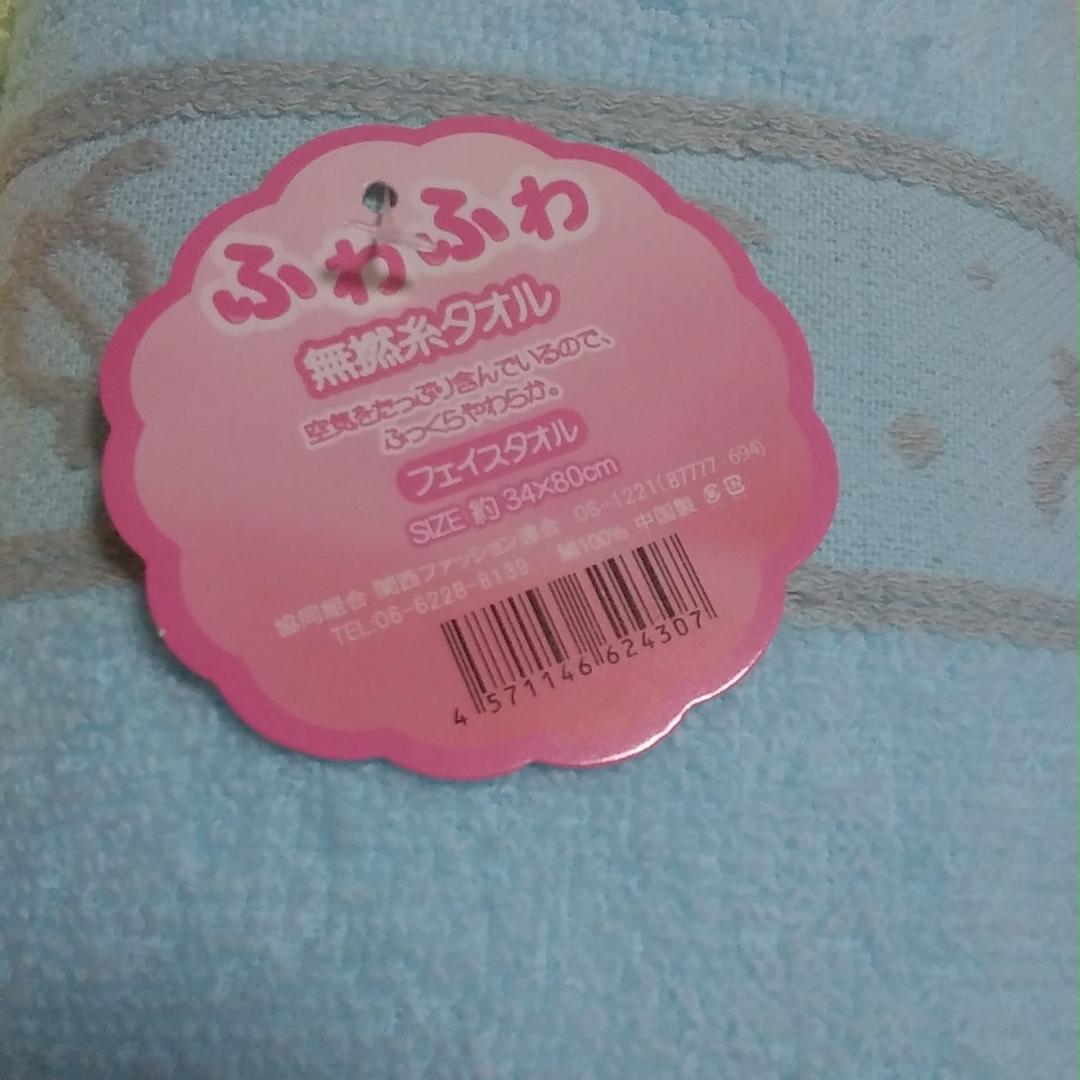 ふわふわ
無撚糸タオル
空気をたっぷり含んでいるので、
ふっくらやわらか。
フェイスタオル
SIZE 約 34×80cm
協同組合 関西ファッション連合 OS-1221(87777-694)
TEL:06-6228-8139 綿100% 中国製
4 571146 624307